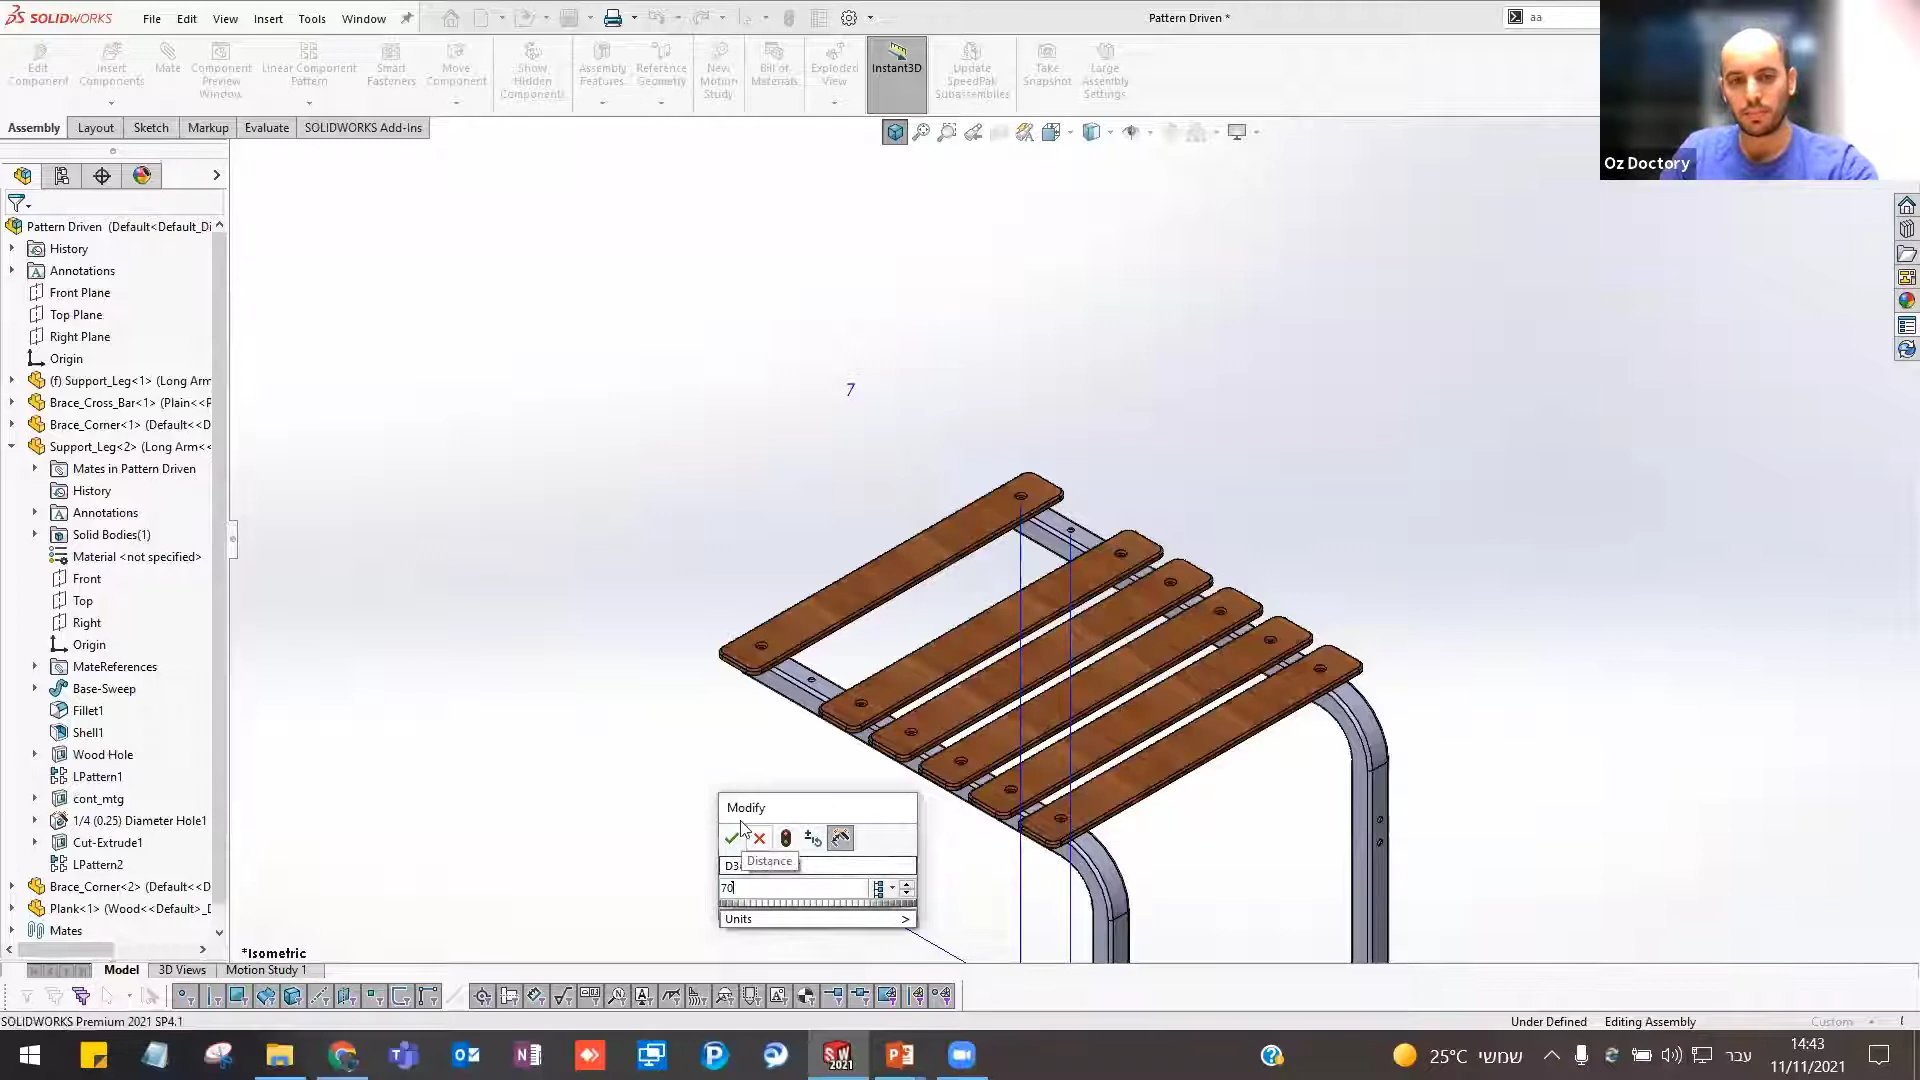 SOLIDWORKS
File Edit View Insert Tools Window
Pattern Driven *
aa
Edit Component
Insert Components
Mate
Component Preview Window
Linear Component Pattern
Smart Fasteners
Move Component
Show Hidden Components
Assembly Features
Reference Geometry
New Motion Study
Bill of Materials
Exploded View
Instant3D
Update SpeedPak Subassemblies
Take Snapshot
Large Assembly Settings
Assembly Layout Sketch Markup Evaluate SOLIDWORKS Add-Ins
Oz Doctory
Pattern Driven (Default<Default_Di
History
Annotations
Front Plane
Top Plane
Right Plane
Origin
(f) Support_Leg<1> (Long Arm
Brace_Cross_Bar<1> (Plain<<F
Brace_Corner<1> (Default<<D
Support_Leg<2> (Long Arm<<
Mates in Pattern Driven
History
Annotations
Solid Bodies(1)
Material <not specified>
Front
Top
Right
Origin
MateReferences
Base-Sweep
Fillet1
Shell1
Wood Hole
LPattern1
cont_mtg
1/4 (0.25) Diameter Hole1
Cut-Extrude1
LPattern2
Brace_Corner<2> (Default<<D
Plank<1> (Wood<<Default>_D
Mates
7
Modify
Distance
D3
70
Units >
*Isometric
Model 3D Views Motion Study 1
SOLIDWORKS Premium 2021 SP4.1
Under Defined Editing Assembly Custom
25°C שמשי
עבר
14:43
11/11/2021